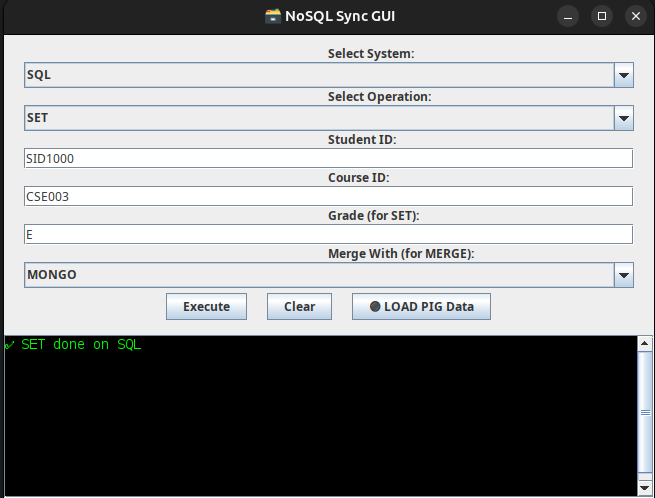 NoSQL Sync GUI
Select System:
SQL
Select Operation:
SET
Student ID:
SID1000
Course ID:
CSE003
Grade (for SET):
E
Merge With (for MERGE):
MONGO
Execute Clear LOAD PIG Data
✓ SET done on SQL